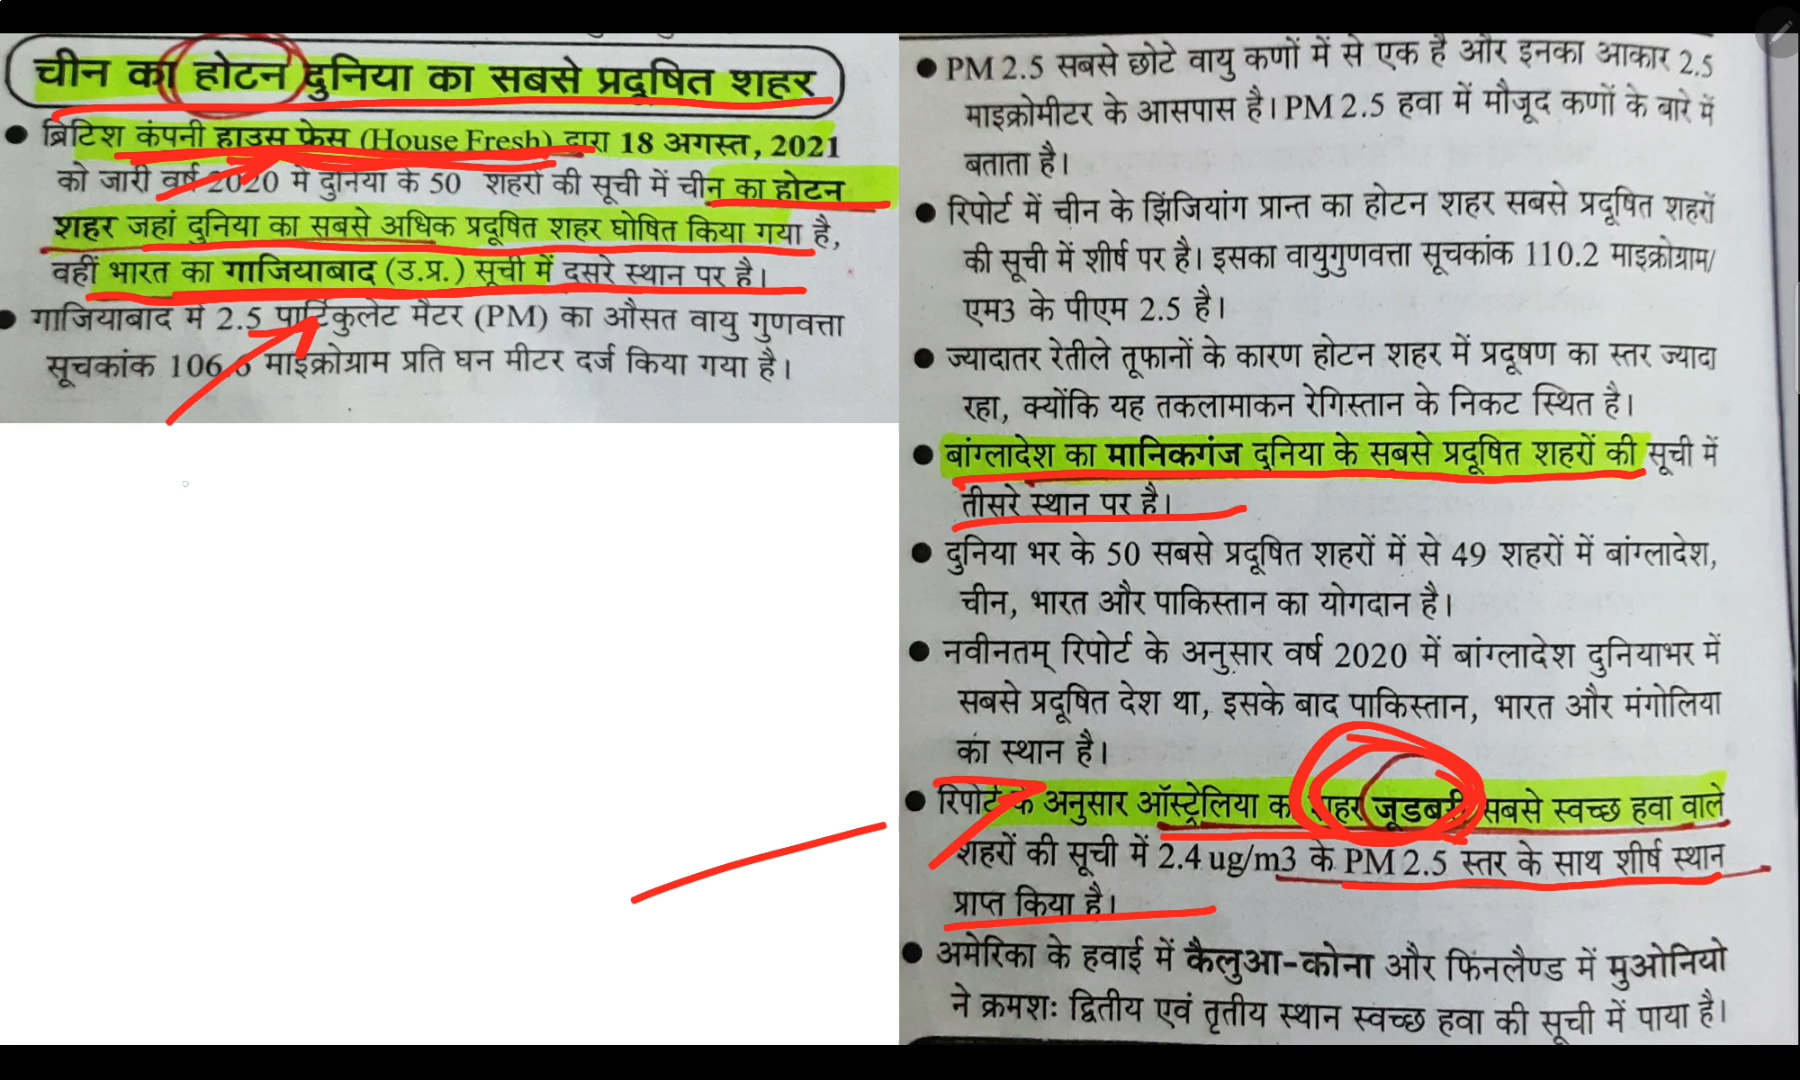 चीन का होटन दुनिया का सबसे प्रदूषित शहर
● ब्रिटिश कंपनी हाउस फ्रेस (House Fresh) द्वारा 18 अगस्त, 2021
को जारी वर्ष 2020 में दुनिया के 50 शहरों की सूची में चीन का होटन
शहर जहां दुनिया का सबसे अधिक प्रदूषित शहर घोषित किया गया है,
वहीं भारत का गाजियाबाद (उ.प्र.) सूची में दूसरे स्थान पर है।
● गाजियाबाद में 2.5 पार्टिकुलेट मैटर (PM) का औसत वायु गुणवत्ता
सूचकांक 106.6 माइक्रोग्राम प्रति घन मीटर दर्ज किया गया है।
● PM 2.5 सबसे छोटे वायु कणों में से एक है और इनका आकार 2.5
माइक्रोमीटर के आसपास है। PM 2.5 हवा में मौजूद कणों के बारे में
बताता है।
● रिपोर्ट में चीन के झिंजियांग प्रान्त का होटन शहर सबसे प्रदूषित शहरों
की सूची में शीर्ष पर है। इसका वायुगुणवत्ता सूचकांक 110.2 माइक्रोग्राम/
एम3 के पीएम 2.5 है।
● ज्यादातर रेतीले तूफानों के कारण होटन शहर में प्रदूषण का स्तर ज्यादा
रहा, क्योंकि यह तकलामाकन रेगिस्तान के निकट स्थित है।
● बांग्लादेश का मानिकगंज दुनिया के सबसे प्रदूषित शहरों की सूची में
तीसरे स्थान पर है।
● दुनिया भर के 50 सबसे प्रदूषित शहरों में से 49 शहरों में बांग्लादेश,
चीन, भारत और पाकिस्तान का योगदान है।
● नवीनतम् रिपोर्ट के अनुसार वर्ष 2020 में बांग्लादेश दुनियाभर में
सबसे प्रदूषित देश था, इसके बाद पाकिस्तान, भारत और मंगोलिया
का स्थान है।
● रिपोर्ट के अनुसार ऑस्ट्रेलिया का शहर जूडबरी सबसे स्वच्छ हवा वाले
शहरों की सूची में 2.4 ug/m3 के PM 2.5 स्तर के साथ शीर्ष स्थान
प्राप्त किया है।
● अमेरिका के हवाई में कैलुआ-कोना और फिनलैण्ड में मुओनियो
ने क्रमशः द्वितीय एवं तृतीय स्थान स्वच्छ हवा की सूची में पाया है।